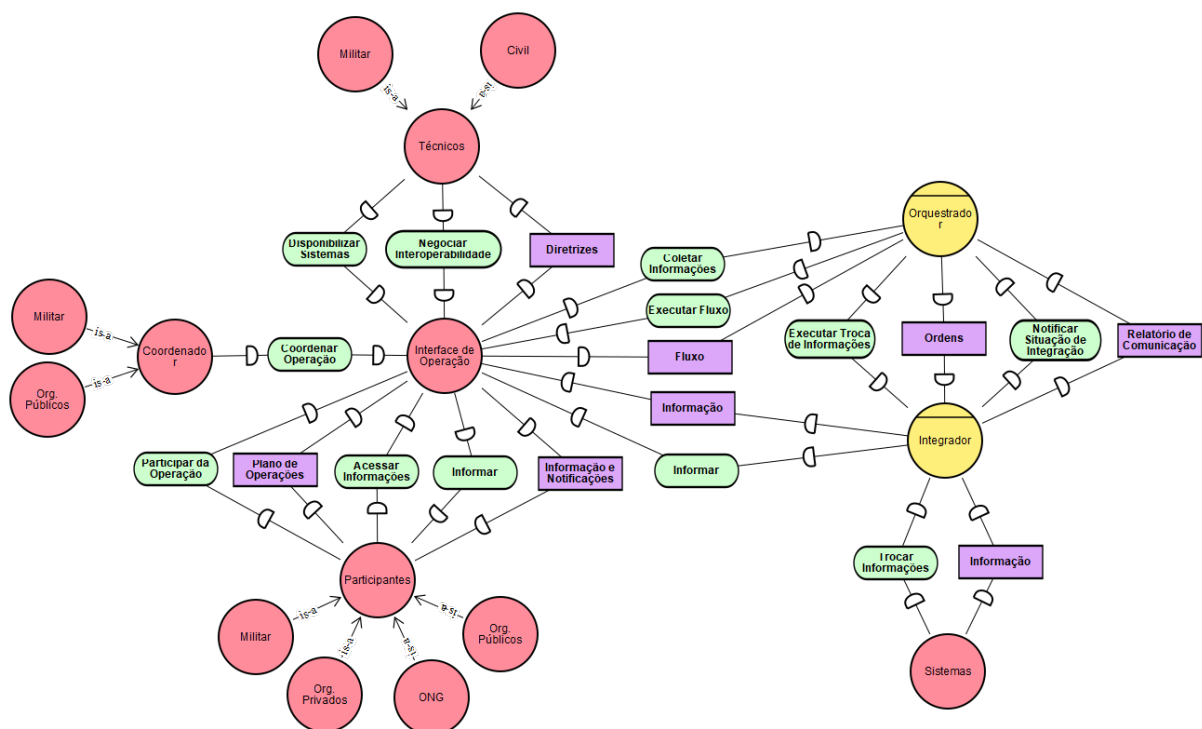 Militar
Civil
is-a
is-a
Técnicos
Disponibilizar
Sistemas
Negociar
Interoperabilidade
Diretrizes
Coletar
Informações
Orquestrado
r
Executar Fluxo
Fluxo
Executar Troca
de Informações
Ordens
Notificar
Situação de
Integração
Relatório de
Comunicação
Militar
is-a
Coordenado
r
Org.
Públicos
is-a
Coordenar
Operação
Interface de
Operação
Informação
Informar
Integrador
Participar da
Operação
Plano de
Operações
Acessar
Informações
Informar
Informação e
Notificações
Trocar
Informações
Informação
Participantes
Militar
is-a
Org.
Privados
is-a
ONG
is-a
Org.
Públicos
is-a
Sistemas